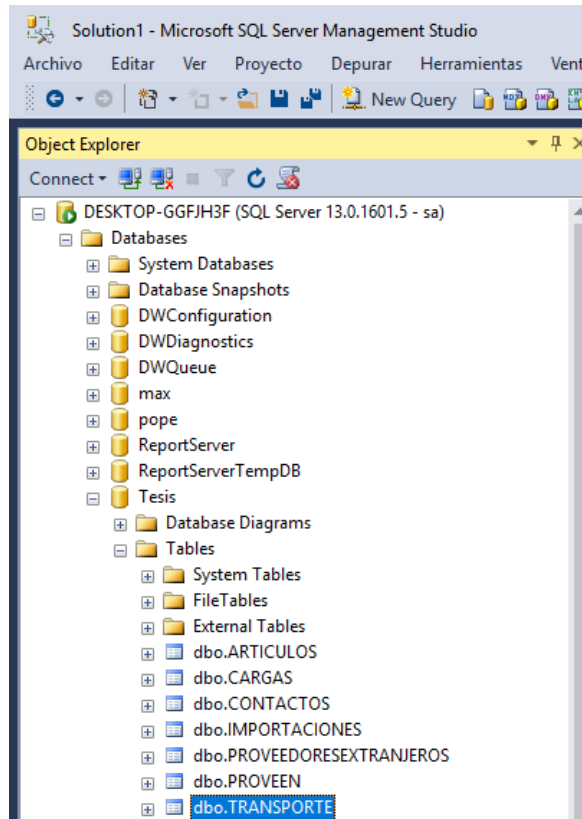 Solution1 - Microsoft SQL Server Management Studio
Archivo Editar Ver Proyecto Depurar Herramientas Vent
New Query
Object Explorer
Connect
DESKTOP-GGFJH3F (SQL Server 13.0.1601.5 - sa)
Databases
System Databases
Database Snapshots
DWConfiguration
DWDiagnostics
DWQueue
max
pope
ReportServer
ReportServerTempDB
Tesis
Database Diagrams
Tables
System Tables
FileTables
External Tables
dbo.ARTICULOS
dbo.CARGAS
dbo.CONTACTOS
dbo.IMPORTACIONES
dbo.PROVEEDORESEXTRANJEROS
dbo.PROVEEN
dbo.TRANSPORTE